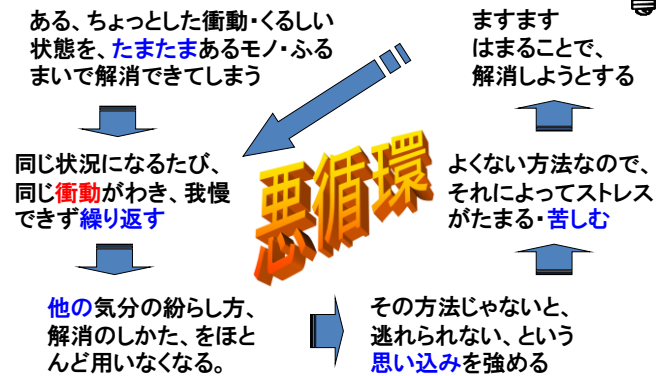 ある、ちょっとした衝動・くるしい
状態を、たまたまあるモノ・ふる
まいで解消できてしまう
同じ状況になるたび、
同じ衝動がわき、我慢
できず繰り返す
他の気分の紛らし方、
解消のしかた、をほと
んど用いなくなる。
その方法じゃないと、
逃れられない、という
思い込みを強める
よくない方法なので、
それによってストレス
がたまる・苦しむ
ますます
はまることで、
解消しようとする
悪循環